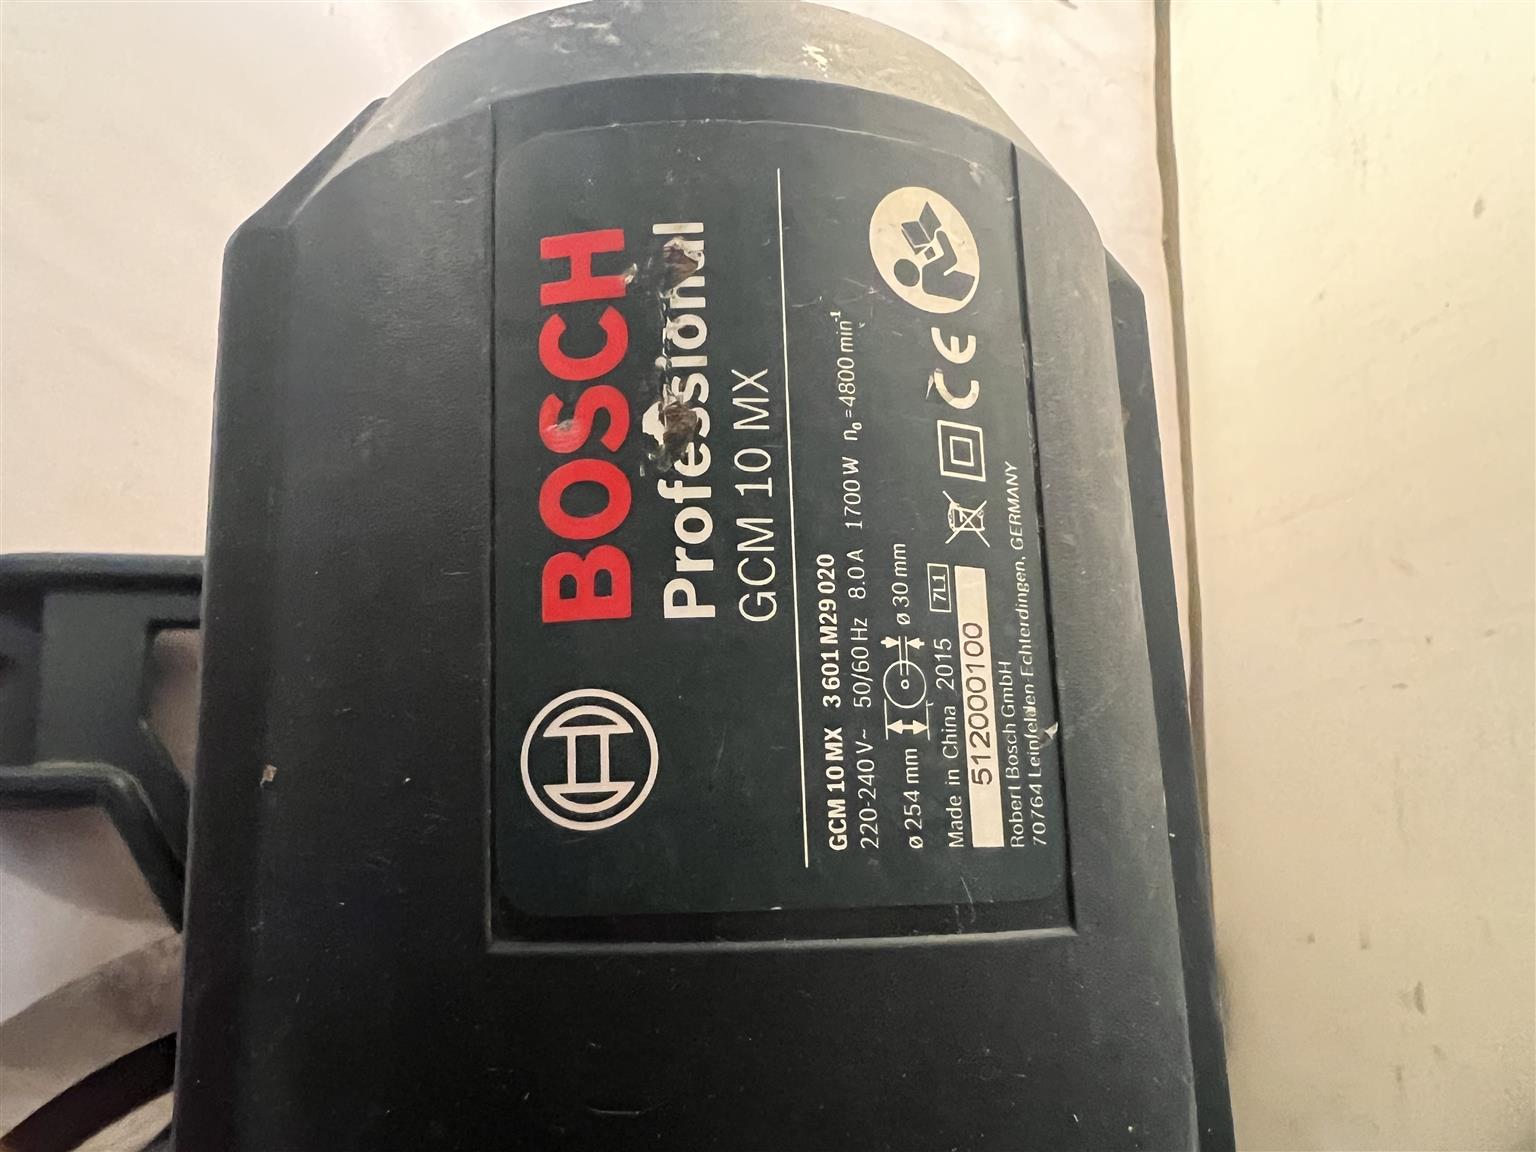 BOSCH
Professional
GCM 10 MX
GCM 10 MX 3 601 M29 020
220-240 V~ 50/60 Hz 8.0 A 1700 W n₀=4800 min⁻¹
ø 254 mm ø 30 mm
Made in China 2015 7L1
CE
512000100
Robert Bosch GmbH
70764 Leinfelden-Echterdingen, GERMANY